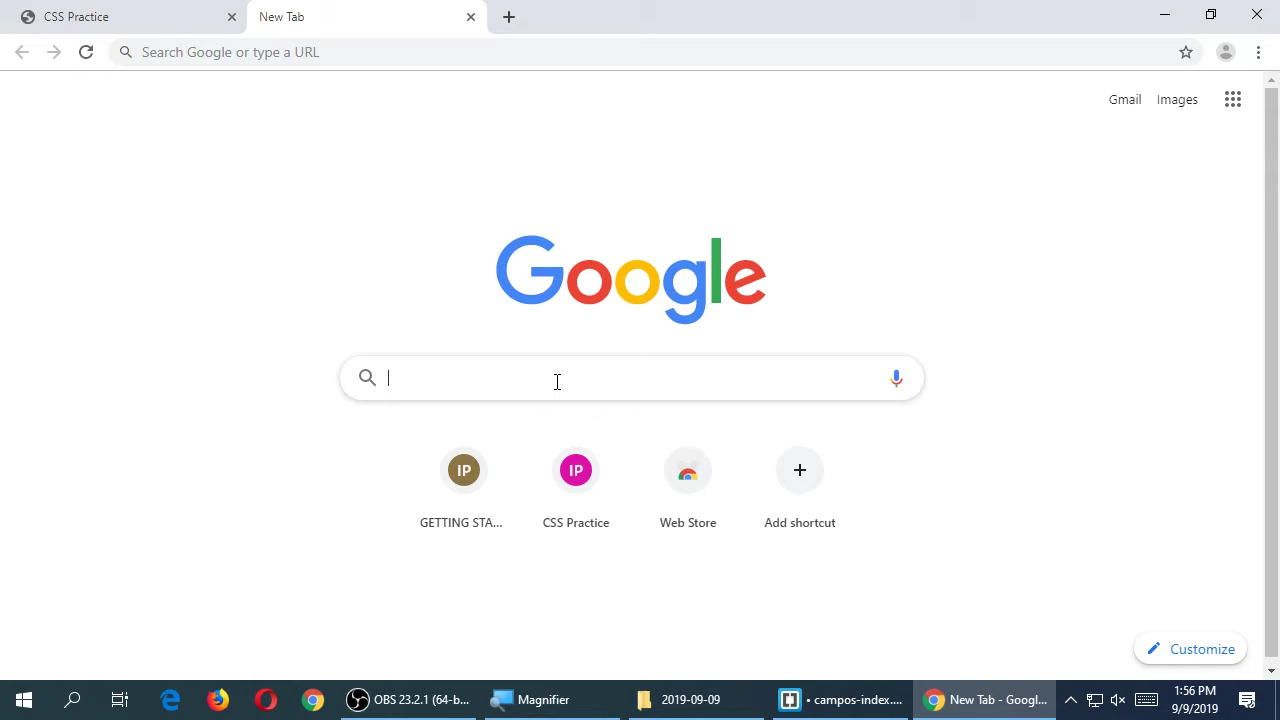 CSS Practice
New Tab
Search Google or type a URL
Gmail Images
Google
IP IP
GETTING STA... CSS Practice Web Store Add shortcut
Customize
OBS 23.2.1 (64-b... Magnifier 2019-09-09 • campos-index.... New Tab - Googl... 1:56 PM
9/9/2019